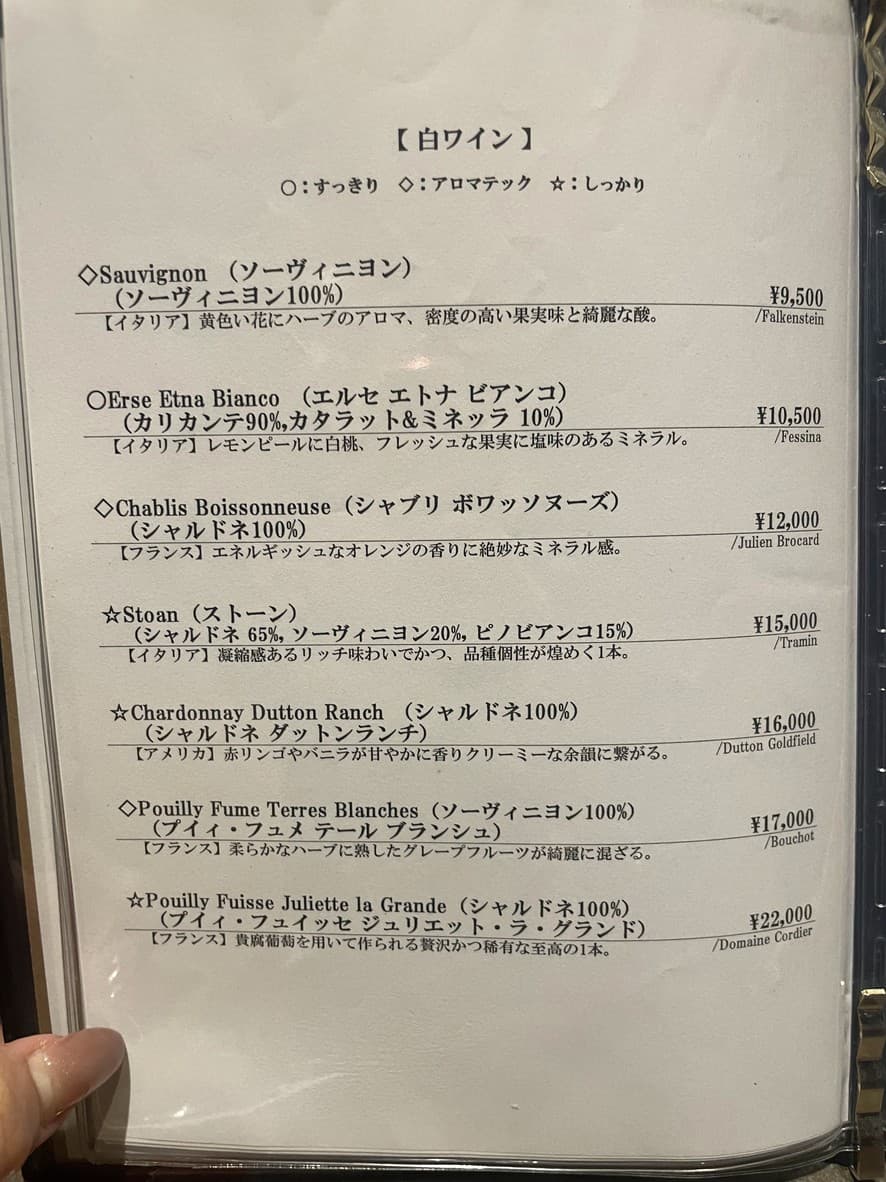 【 白ワイン 】
○：すっきり ◇：アロマテック ☆：しっかり
◇Sauvignon （ソーヴィニヨン）
（ソーヴィニヨン100%）
¥9,500
【イタリア】黄色い花にハーブのアロマ、密度の高い果実味と綺麗な酸。
/Falkenstein
○Erse Etna Bianco （エルセ エトナ ビアンコ）
（カリカンテ90%,カタラット&ミネッラ 10%）
¥10,500
【イタリア】レモンピールに白桃、フレッシュな果実に塩味のあるミネラル。
/Fessina
◇Chablis Boissonneuse（シャブリ ボワッソヌーズ）
（シャルドネ100%）
¥12,000
【フランス】エネルギッシュなオレンジの香りに絶妙なミネラル感。
/Julien Brocard
☆Stoan（ストーン）
（シャルドネ 65%, ソーヴィニヨン20%, ピノビアンコ15%）
¥15,000
【イタリア】凝縮感あるリッチ味わいでかつ、品種個性が煌めく1本。
/Tramin
☆Chardonnay Dutton Ranch （シャルドネ100%）
（シャルドネ ダットンランチ）
¥16,000
【アメリカ】赤リンゴやバニラが甘やかに香りクリーミーな余韻に繋がる。
/Dutton Goldfield
◇Pouilly Fume Terres Blanches（ソーヴィニヨン100%）
（プイィ・フュメ テール ブランシュ）
¥17,000
【フランス】柔らかなハーブに熟したグレープフルーツが綺麗に混ざる。
/Bouchot
☆Pouilly Fuisse Juliette la Grande（シャルドネ100%）
（プイィ・フュイッセ ジュリエット・ラ・グランド）
¥22,000
【フランス】貴腐葡萄を用いて作られる贅沢かつ稀有な至高の1本。
/Domaine Cordier